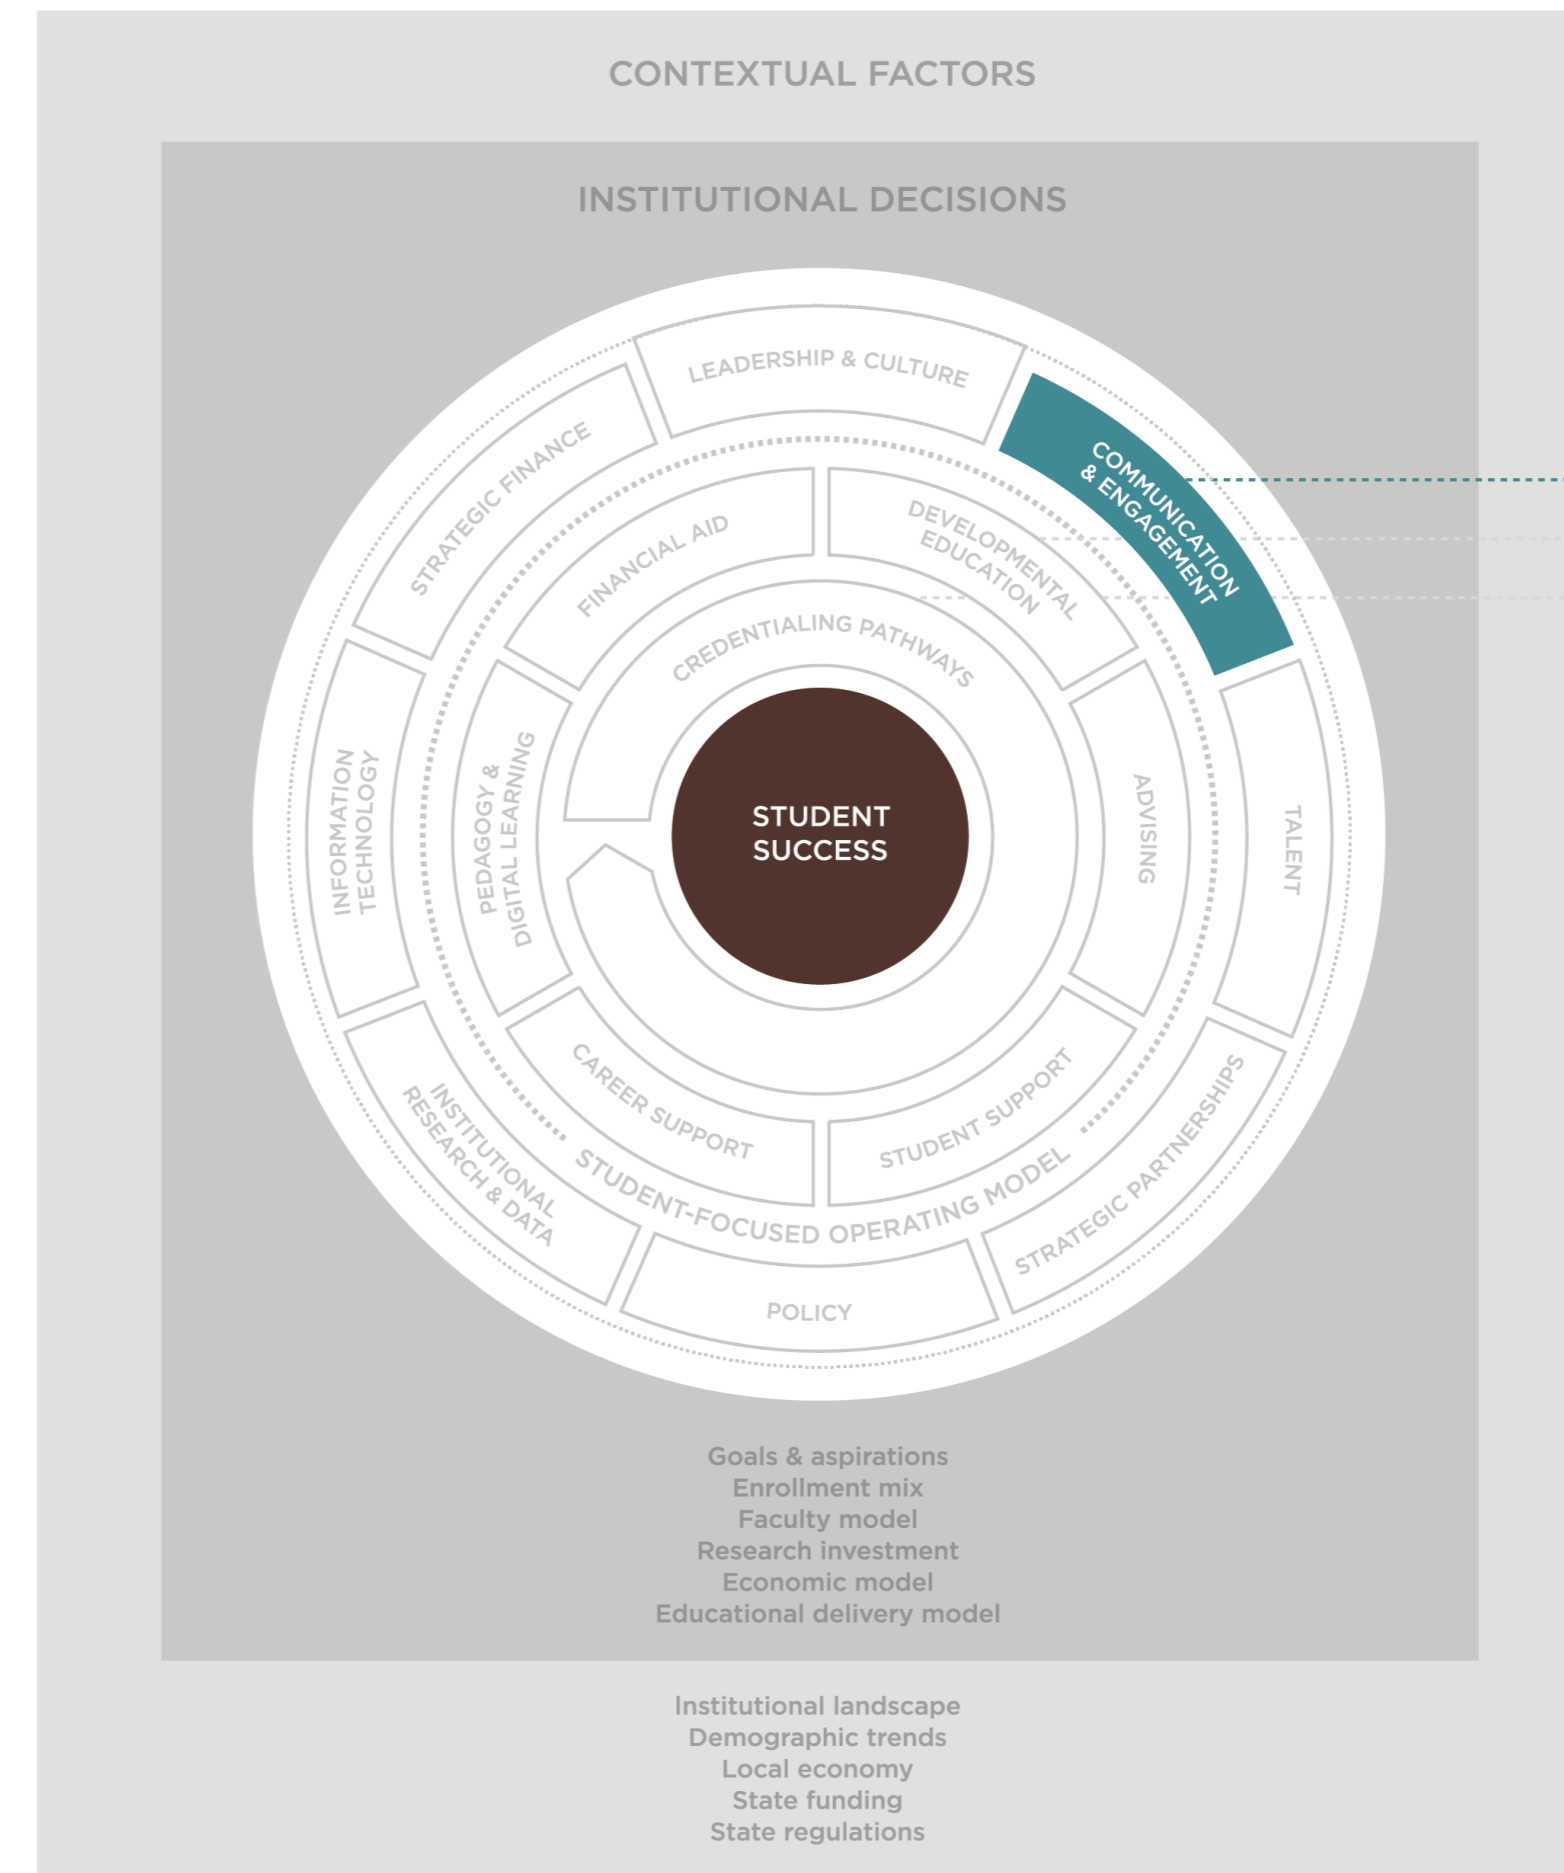 CONTEXTUAL FACTORS
INSTITUTIONAL DECISIONS
LEADERSHIP & CULTURE
COMMUNICATION
& ENGAGEMENT
TALENT
STRATEGIC PARTNERSHIPS
POLICY
INSTITUTIONAL
RESEARCH & DATA
INFORMATION
TECHNOLOGY
STRATEGIC FINANCE
FINANCIAL AID
DEVELOPMENTAL
EDUCATION
ADVISING
STUDENT SUPPORT
CAREER SUPPORT
PEDAGOGY &
DIGITAL LEARNING
CREDENTIALING PATHWAYS
STUDENT
SUCCESS
STUDENT-FOCUSED OPERATING MODEL
Goals & aspirations
Enrollment mix
Faculty model
Research investment
Economic model
Educational delivery model
Institutional landscape
Demographic trends
Local economy
State funding
State regulations